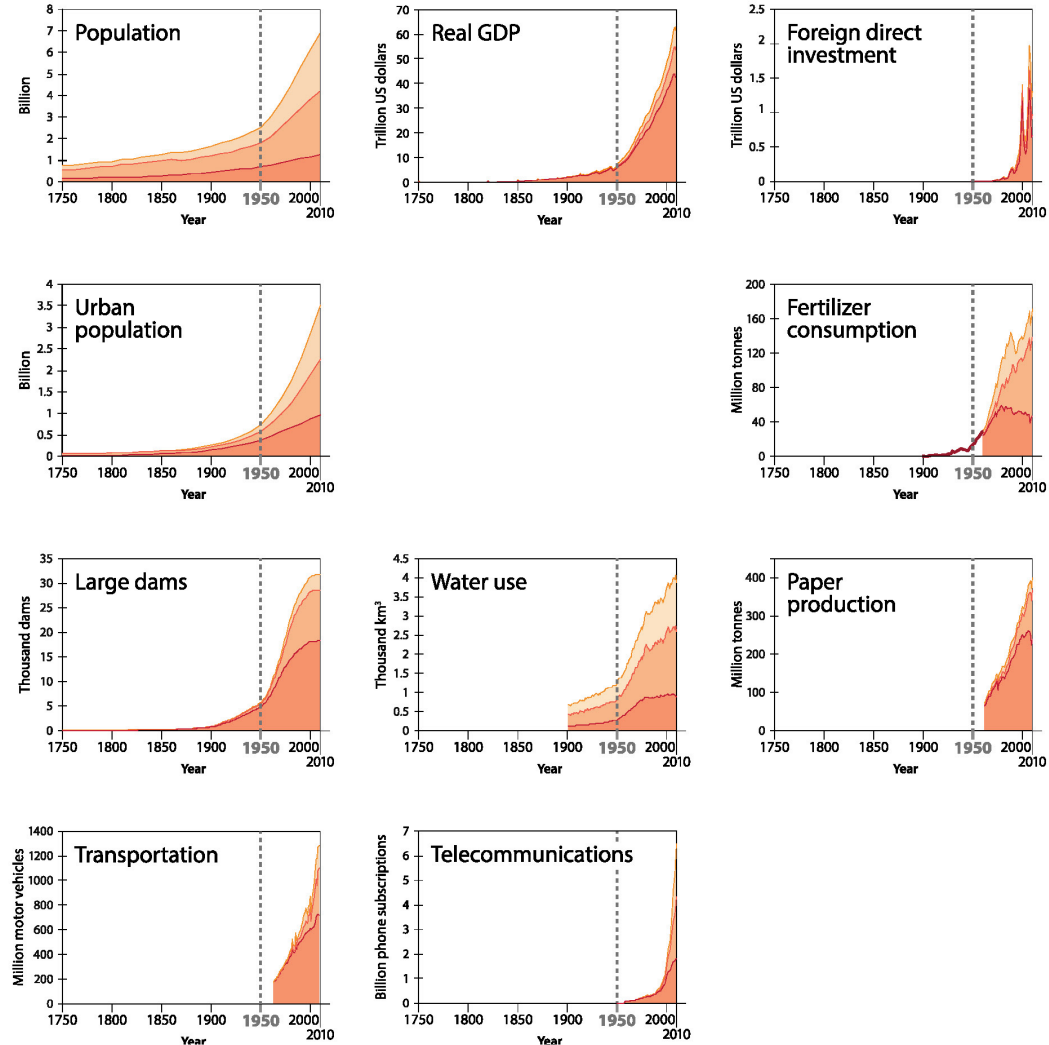 Population
8
7
6
5
4
3
2
1
0
Billion
1750 1800 1850 1900 1950 2000
2010
Year
Real GDP
70
60
50
40
30
20
10
0
Trillion US dollars
1750 1800 1850 1900 1950 2000
2010
Year
Foreign direct
investment
2.5
2
1.5
1
0.5
0
Trillion US dollars
1750 1800 1850 1900 1950 2000
2010
Year
Urban
population
4
3.5
3
2.5
2
1.5
1
0.5
0
Billion
1750 1800 1850 1900 1950 2000
2010
Year
Fertilizer
consumption
200
160
120
80
40
0
Million tonnes
1750 1800 1850 1900 1950 2000
2010
Year
Large dams
35
30
25
20
15
10
5
0
Thousand dams
1750 1800 1850 1900 1950 2000
2010
Year
Water use
4.5
4
3.5
3
2.5
2
1.5
1
0.5
0
Thousand km³
1750 1800 1850 1900 1950 2000
2010
Year
Paper
production
400
300
200
100
0
Million tonnes
1750 1800 1850 1900 1950 2000
2010
Year
Transportation
1400
1200
1000
800
600
400
200
0
Million motor vehicles
1750 1800 1850 1900 1950 2000
2010
Year
Telecommunications
7
6
5
4
3
2
1
0
Billion phone subscriptions
1750 1800 1850 1900 1950 2000
2010
Year